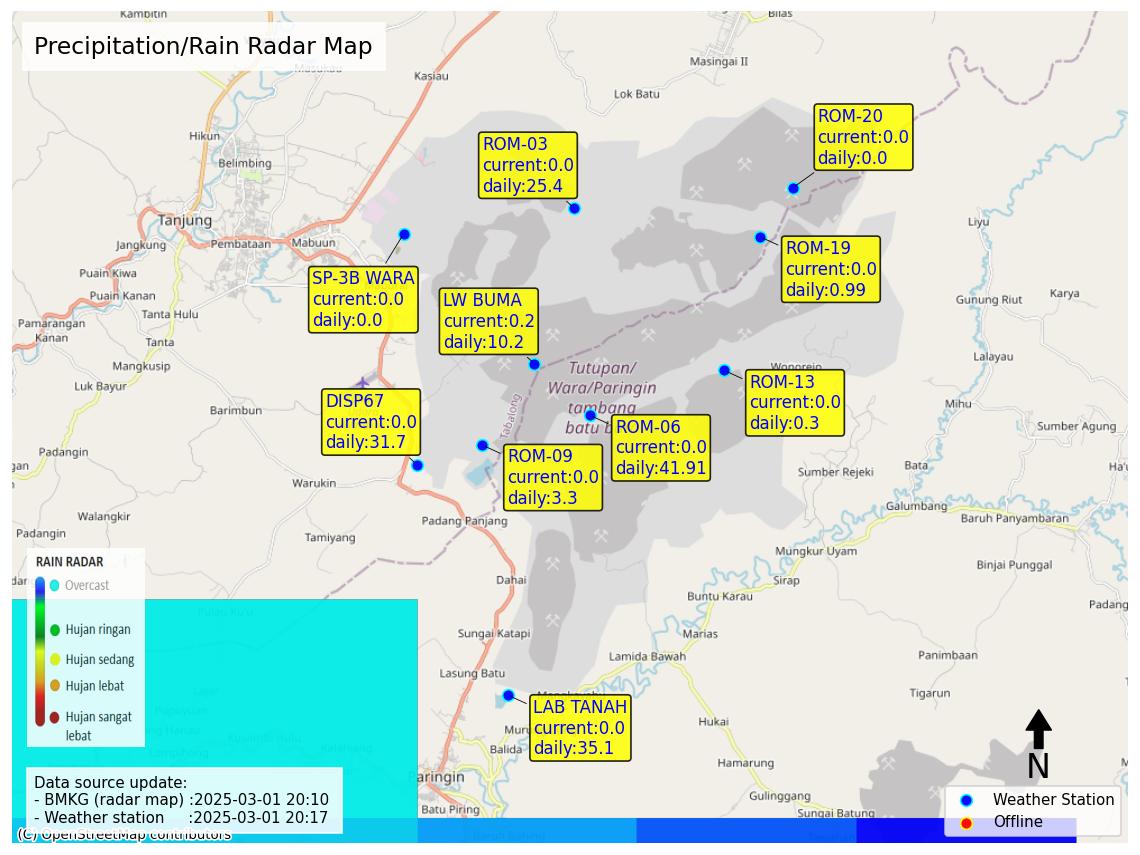 Precipitation/Rain Radar Map
Kambitin
Bilas
Masukau
Masingai II
Kasiau
Lok Batu
ROM-20
current:0.0
daily:0.0
Hikun
ROM-03
current:0.0
daily:25.4
Belimbing
Tanjung
Liyu
Jangkung
Pembataan
Mabuun
ROM-19
current:0.0
daily:0.99
Puain Kiwa
SP-3B WARA
current:0.0
daily:0.0
Puain Kanan
LW BUMA
current:0.2
daily:10.2
Gunung Riut
Karya
Tanta Hulu
Pamarangan
Kanan
Tanta
Lalayau
Mangkusip
Tutupan/
Wara/Paringin
tambang
batu b
Wonorejo
ROM-13
current:0.0
daily:0.3
Luk Bayur
Tabalong
DISP67
current:0.0
daily:31.7
Barimbun
Mihu
ROM-06
current:0.0
daily:41.91
Sumber Agung
Padangin
ROM-09
current:0.0
daily:3.3
gan
Bata
Ha'u
Sumber Rejeki
Warukin
Galumbang
Walangkir
Padang Panjang
Baruh Panyambaran
Padangin
Tamiyang
Mungkur Uyam
Binjai Punggal
RAIN RADAR
Overcast
Hujan ringan
Hujan sedang
Hujan lebat
Hujan sangat
lebat
Dahai
Sirap
Buntu Karau
Padang
Pulau Ku'u
Sungai Katapi
Marias
Lamida Bawah
Panimbaan
Lasung Batu
Tigarun
LAB TANAH
current:0.0
daily:35.1
Muru
Hukai
Balida
Hamarung
N
Paringin
Gulinggang
Data source update:
- BMKG (radar map) :2025-03-01 20:10
- Weather station :2025-03-01 20:17
Batu Piring
Sungai Batung
Weather Station
Offline
(C) OpenStreetMap contributors